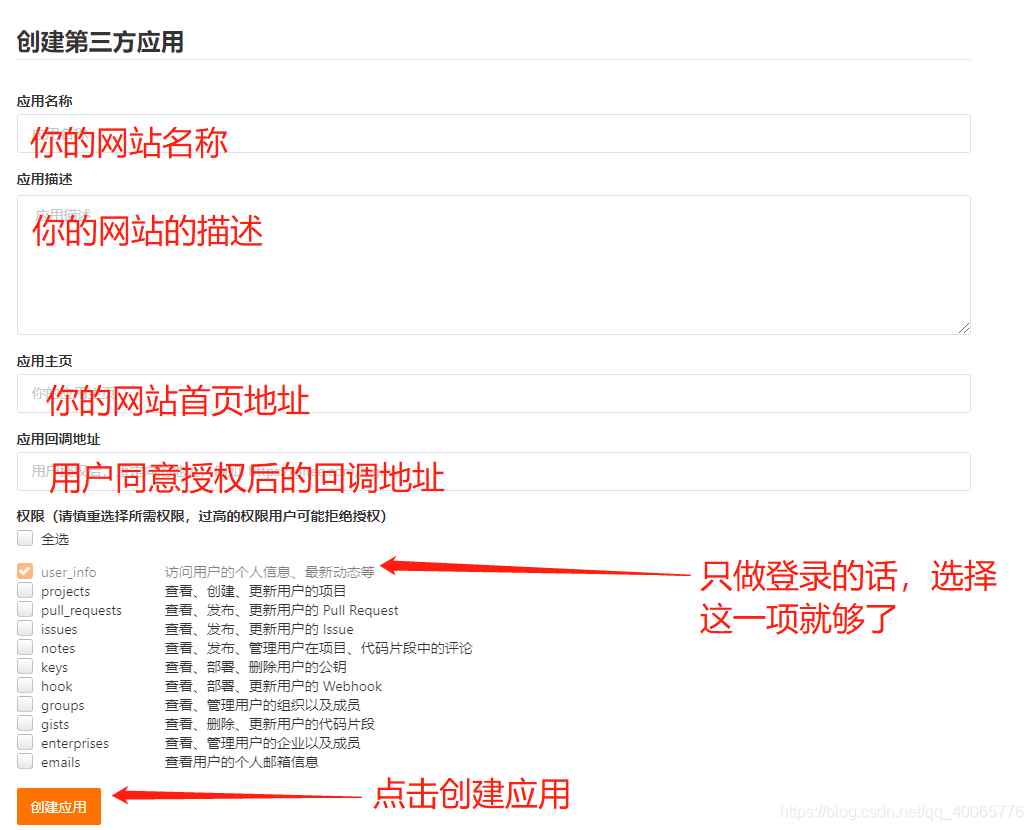 创建第三方应用
应用名称
你的网站名称
应用描述
应用描述
你的网站的描述
应用主页
你的网站首页地址
应用回调地址
用户同意授权后的回调地址
权限（请慎重选择所需权限，过高的权限用户可能拒绝授权）
全选
user_info 访问用户的个人信息、最新动态等
projects 查看、创建、更新用户的项目
pull_requests 查看、发布、更新用户的 Pull Request
issues 查看、发布、更新用户的 Issue
notes 查看、发布、管理用户在项目、代码片段中的评论
keys 查看、部署、删除用户的公钥
hook 查看、部署、更新用户的 Webhook
groups 查看、管理用户的组织以及成员
gists 查看、删除、更新用户的代码片段
enterprises 查看、管理用户的企业以及成员
emails 查看用户的个人邮箱信息
只做登录的话，选择
这一项就够了
创建应用
点击创建应用
https://blog.csdn.net/qq_40065776